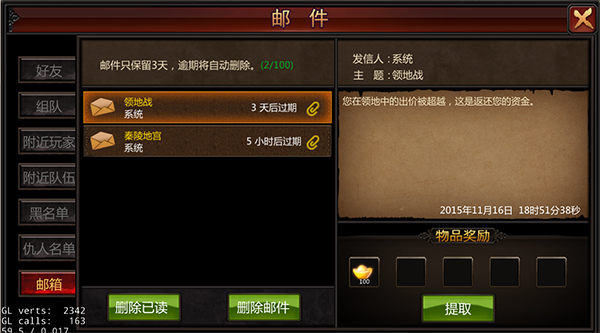 邮 件
好友
组队
附近玩家
附近队伍
黑名单
仇人名单
邮箱
邮件只保留3天，逾期将自动删除。(2/100)
领地战
系统
3 天后过期
秦陵地宫
系统
5 小时后过期
删除已读
删除邮件
发信人：系统
主 题：领地战
您在领地中的出价被超越，这是返还您的资金。
2015年11月16日 18时51分38秒
物品奖励
100
提取
GL verts: 2342
GL calls: 163
59.5 / 0.017